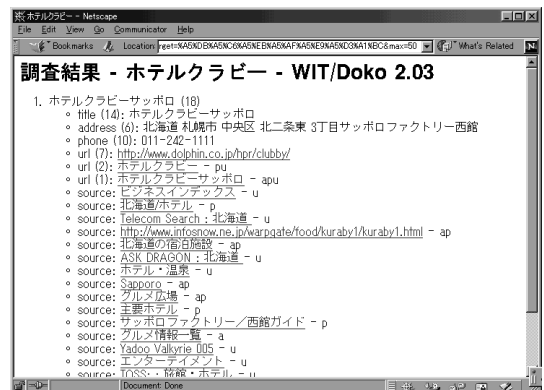 ホテルクラビー - Netscape
File Edit View Go Communicator Help
Bookmarks Location: rget=%A5%DB%A5%C6%A5%EB%A5%AF%A5%E9%A5%D3%A1%BC&max=50 What's Related
調査結果 - ホテルクラビー - WIT/Doko 2.03
1. ホテルクラビーサッポロ (18)
title (14): ホテルクラビーサッポロ
address (6): 北海道 札幌市 中央区 北二条東 3丁目サッポロファクトリー西館
phone (10): 011-242-1111
url (7): http://www.dolphin.co.jp/hpr/clubby/
url (2): ホテルクラビー - pu
url (1): ホテルクラビーサッポロ - apu
source: ビジネスインデックス - u
source: 北海道/ホテル - p
source: Telecom Search : 北海道 - u
source: http://www.infosnow.ne.jp/warpgate/food/kuraby1/kuraby1.html - ap
source: 北海道の宿泊施設 - ap
source: ASK DRAGON : 北海道 - u
source: ホテル・温泉 - u
source: Sapporo - ap
source: グルメ広場 - ap
source: 主要ホテル - p
source: サッポロファクトリー／西館ガイド - p
source: グルメ情報一覧 - a
source: Yadoo Valkyrie 005 - u
source: エンターテイメント - u
source: TOSS: : 旅館・ホテル - u
Document: Done